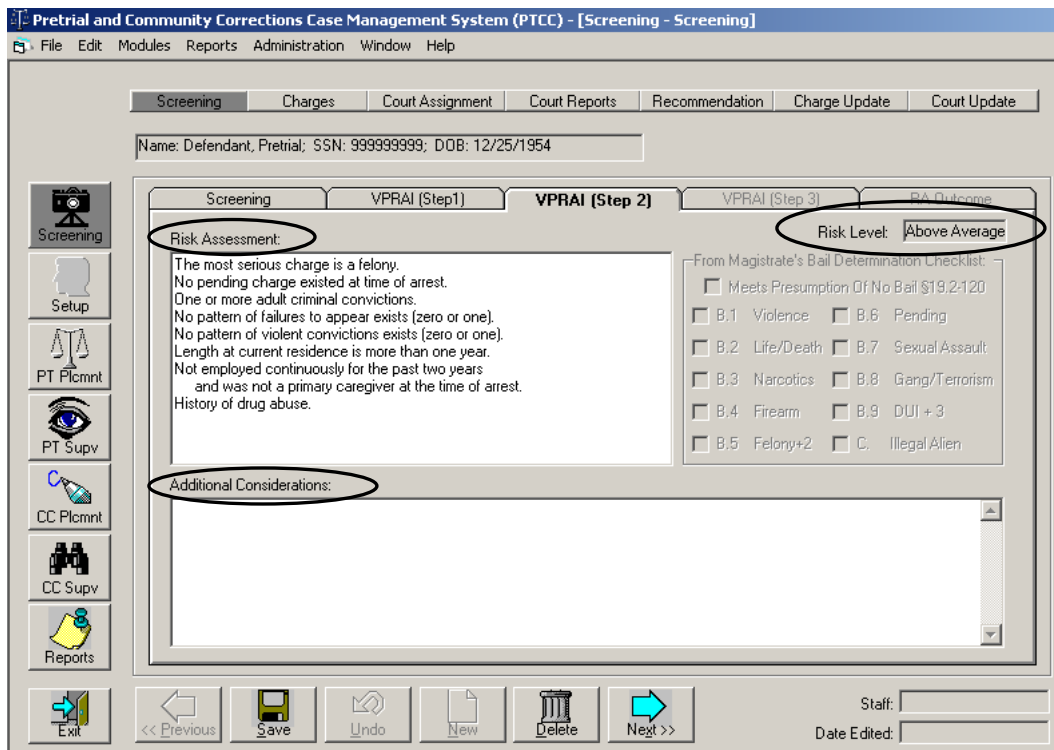 Pretrial and Community Corrections Case Management System (PTCC) - [Screening - Screening]
File Edit Modules Reports Administration Window Help
Screening Charges Court Assignment Court Reports Recommendation Charge Update Court Update
Name: Defendant, Pretrial; SSN: 999999999; DOB: 12/25/1954
Screening VPRAI (Step1) VPRAI (Step 2) VPRAI (Step 3) RA Outcome
Risk Level: Above Average
Risk Assessment:
The most serious charge is a felony.
No pending charge existed at time of arrest.
One or more adult criminal convictions.
No pattern of failures to appear exists (zero or one).
No pattern of violent convictions exists (zero or one).
Length at current residence is more than one year.
Not employed continuously for the past two years
and was not a primary caregiver at the time of arrest.
History of drug abuse.
From Magistrate's Bail Determination Checklist:
Meets Presumption Of No Bail §19.2-120
B.1 Violence B.6 Pending
B.2 Life/Death B.7 Sexual Assault
B.3 Narcotics B.8 Gang/Terrorism
B.4 Firearm B.9 DUI + 3
B.5 Felony+2 C. Illegal Alien
Additional Considerations:
Screening
Setup
PT Plcmnt
PT Supv
CC Plcmnt
CC Supv
Reports
Exit
<< Previous Save Undo New Delete Next >>
Staff:
Date Edited: